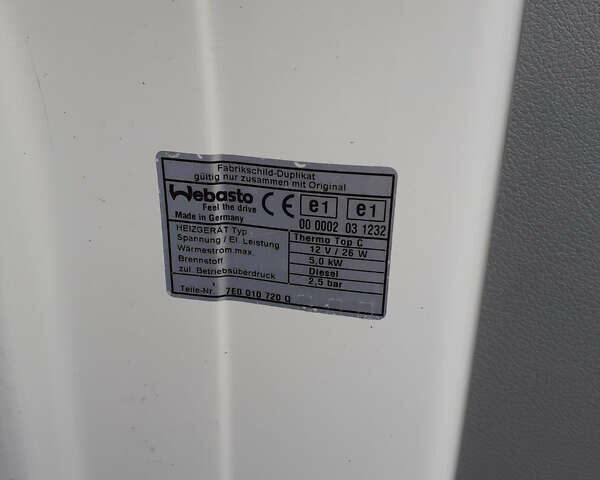 Fabrikschild-Duplikat
gültig nur zusammen mit Original
Webasto CE e1 e1
Feel the drive
Made in Germany 00 0002 03 1232
HEIZGERÄT Typ Thermo Top C
Spannung / El. Leistung 12 V / 26 W
Wärmestrom max. 5,0 kW
Brennstoff Diesel
zul. Betriebsüberdruck 2,5 bar
Teile-Nr. 7E0 010 720 Q